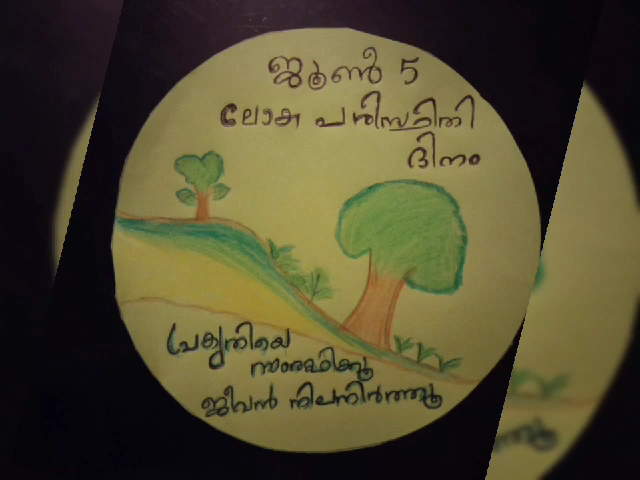 ജൂൺ 5
ലോക പരിസ്ഥിതി
ദിനം
പ്രകൃതിയെ
സംരക്ഷിക്കൂ
ജീവൻ നിലനിർത്തൂ